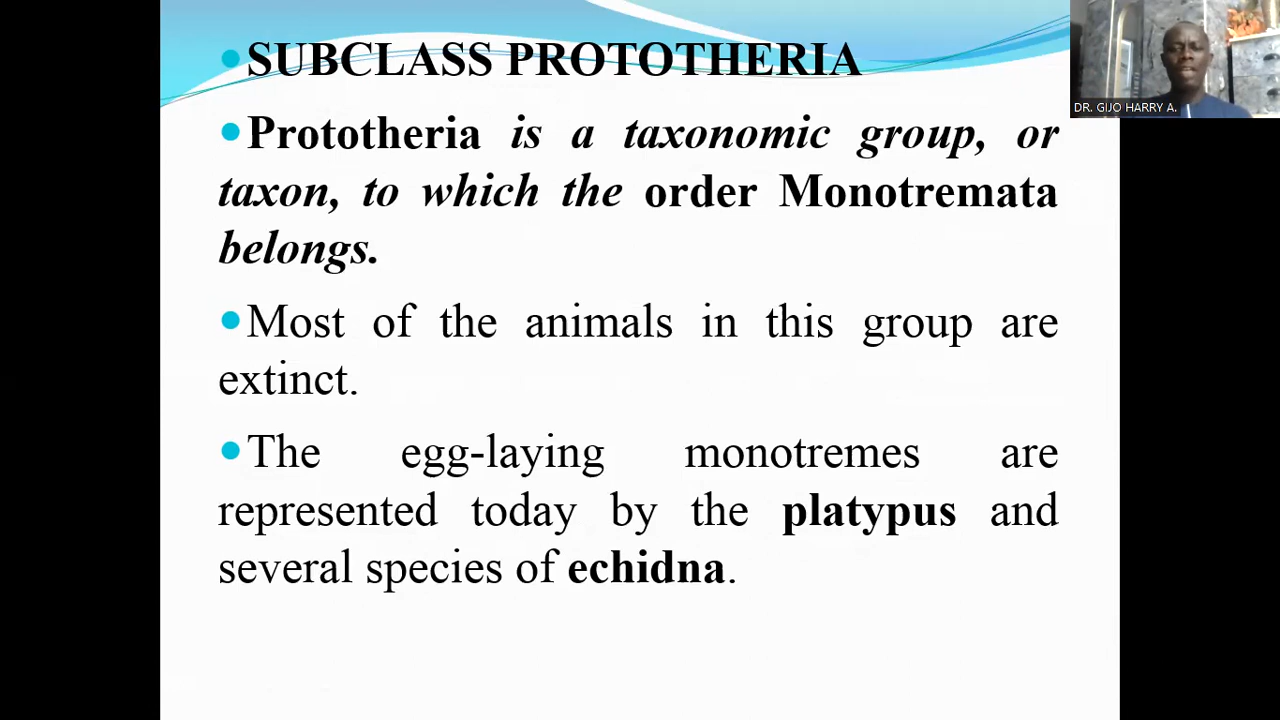 SUBCLASS PROTOTHERIA
Prototheria is a taxonomic group, or
taxon, to which the order Monotremata
belongs.
Most of the animals in this group are
extinct.
The egg-laying monotremes are
represented today by the platypus and
several species of echidna.
DR. GIJO HARRY A.